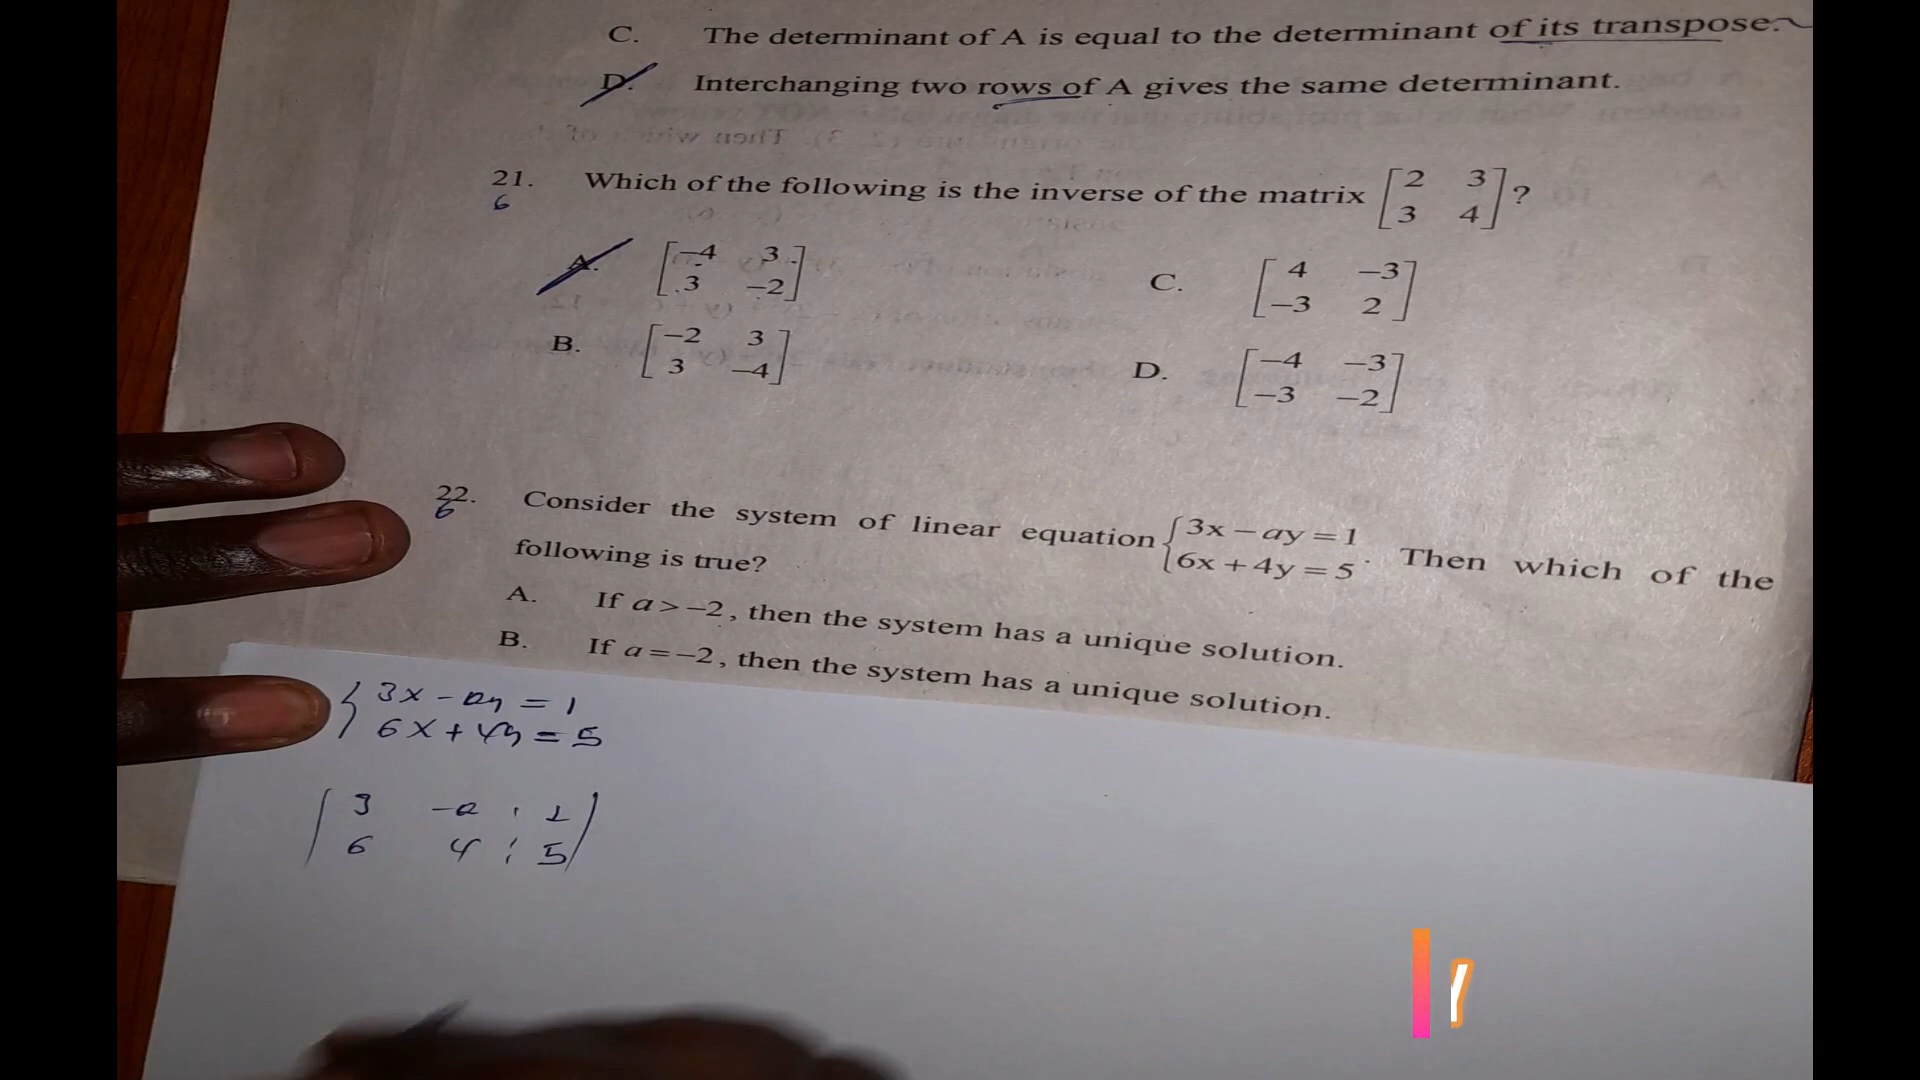 C. The determinant of A is equal to the determinant of its transpose.
D. Interchanging two rows of A gives the same determinant.
21. Which of the following is the inverse of the matrix [2 3
3 4]?
6
A. [-4 3
3 -2]
C. [4 -3
-3 2]
B. [-2 3
3 -4]
D. [-4 -3
-3 -2]
22. Consider the system of linear equation {3x - ay = 1
6x + 4y = 5. Then which of the
6
following is true?
A. If a > -2, then the system has a unique solution.
B. If a = -2, then the system has a unique solution.
{3x - ay = 1
6x + 4y = 5
(3 -a : 1
6 4 : 5)